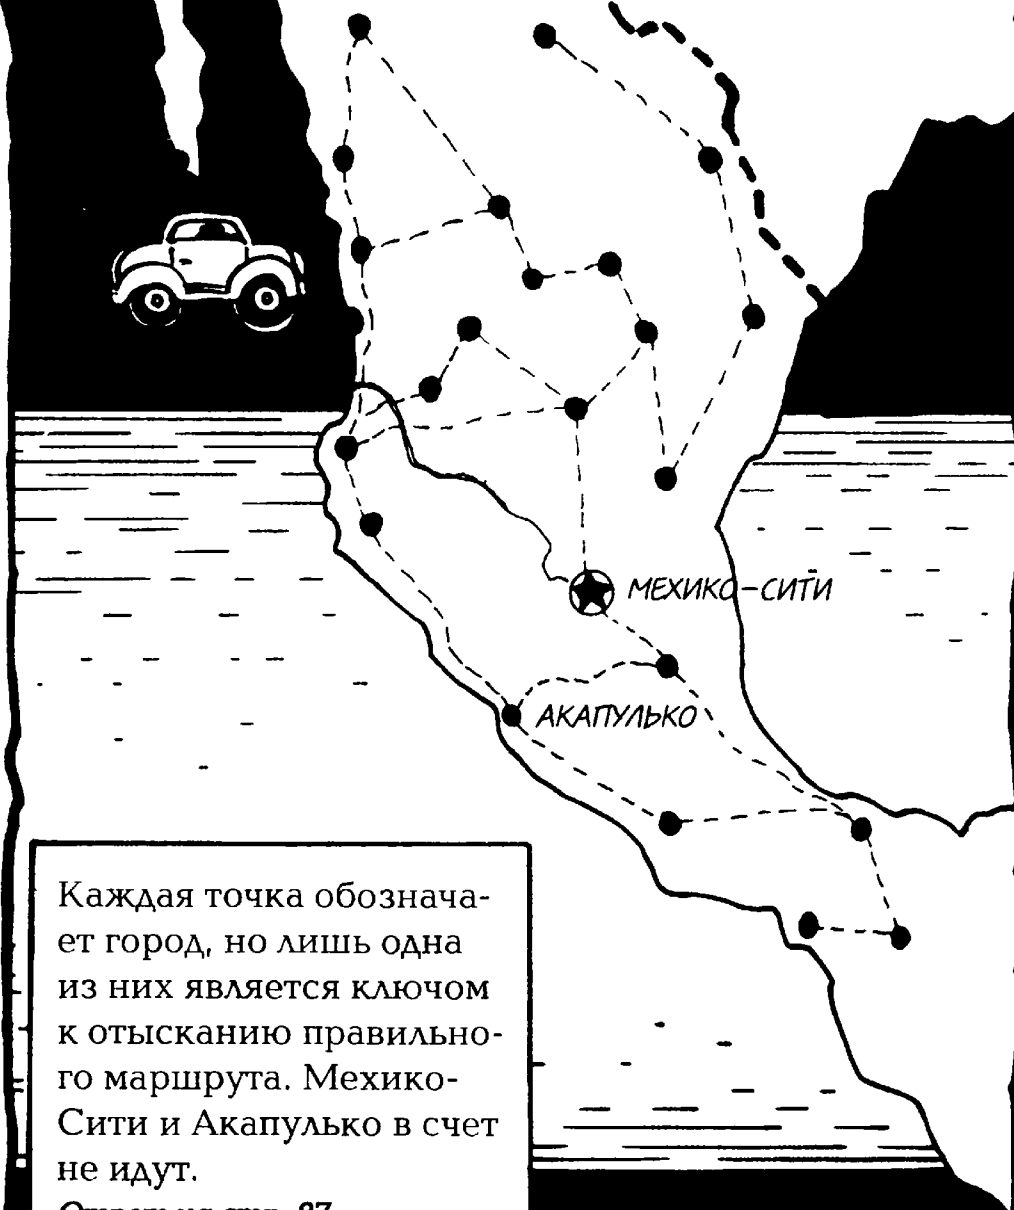 МЕХИКО-СИТИ
АКАПУЛЬКО
Каждая точка обознача-
ет город, но лишь одна
из них является ключом
к отысканию правильно-
го маршрута. Мехико-
Сити и Акапулько в счет
не идут.